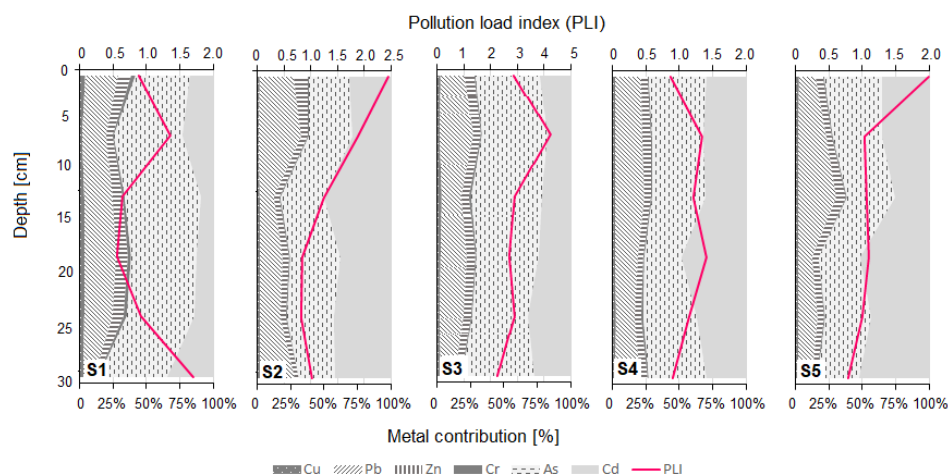 Pollution load index (PLI)
0 0.5 1.0 1.5 2.0 0 0.5 1.0 1.5 2.0 2.5 0 1 2 3 4 5 0 0.5 1.0 1.5 2.0 0 0.5 1.0 1.5 2.0
0
5
10
15
20
25
30
Depth [cm]
S1 S2 S3 S4 S5
0 25% 50% 75% 100% 0 25% 50% 75% 100% 0 25% 50% 75% 100% 0 25% 50% 75% 100% 0 25% 50% 75% 100%
Metal contribution [%]
Cu Pb Zn Cr As Cd PLI